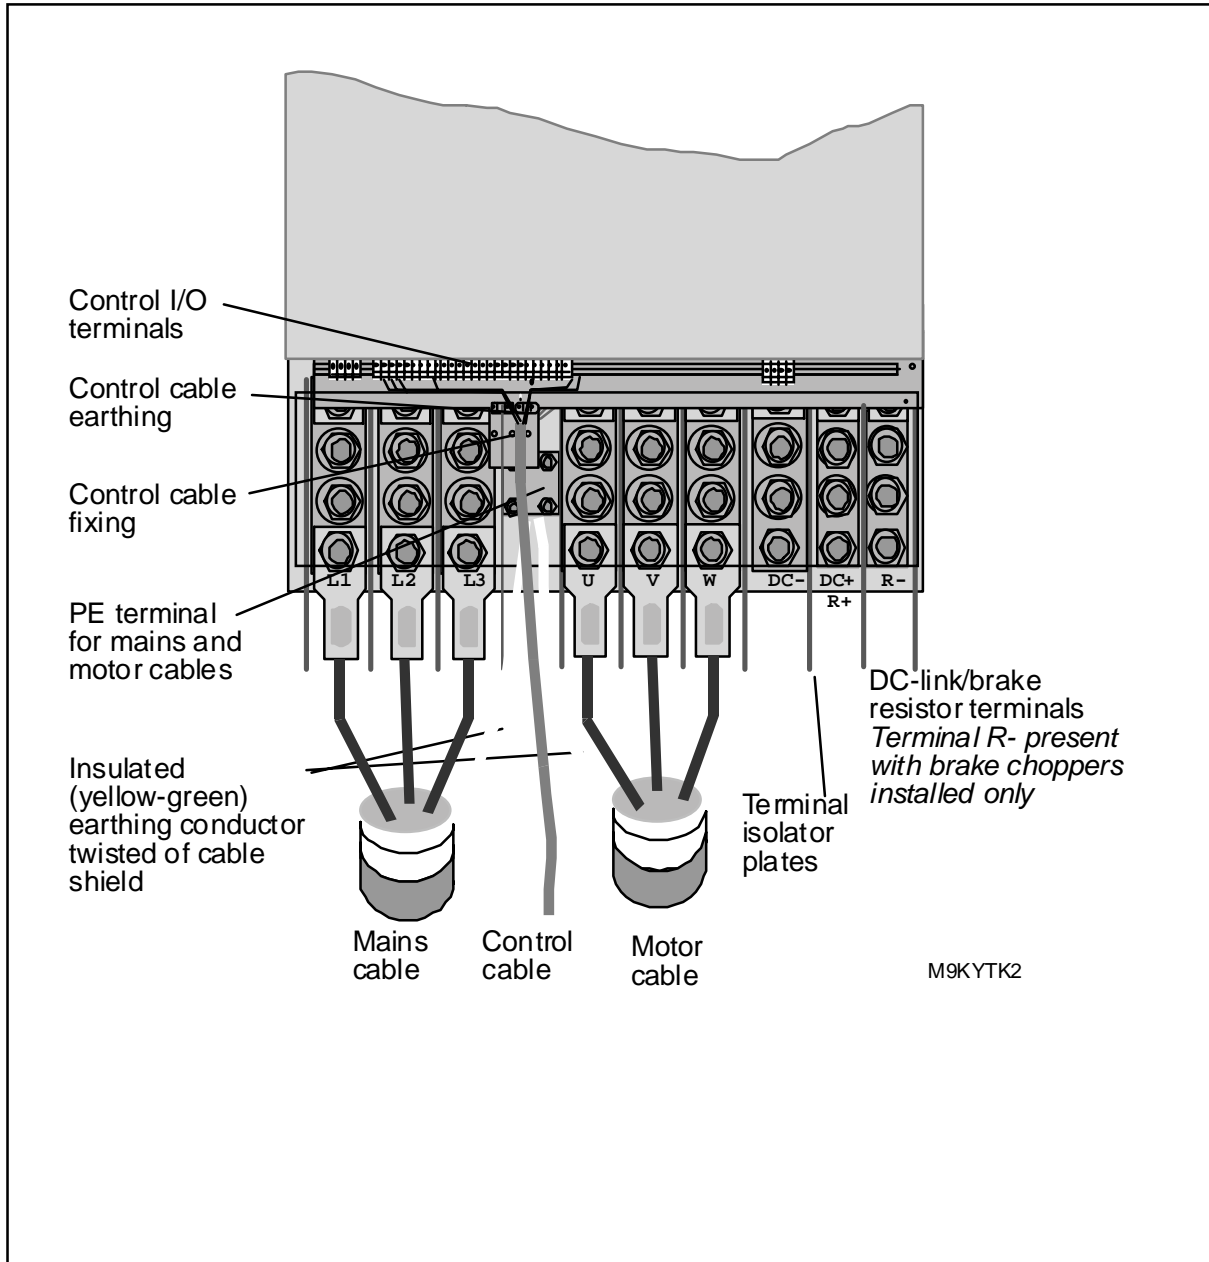 Control I/O
terminals
Control cable
earthing
Control cable
fixing
L1 L2 L3 U V W DC- DC+ R-
R+
PE terminal
for mains and
motor cables
DC-link/brake
resistor terminals
Terminal R- present
with brake choppers
installed only
Insulated
(yellow-green)
earthing conductor
twisted of cable
shield
Terminal
isolator
plates
Mains
cable
Control
cable
Motor
cable
M9KYTK2